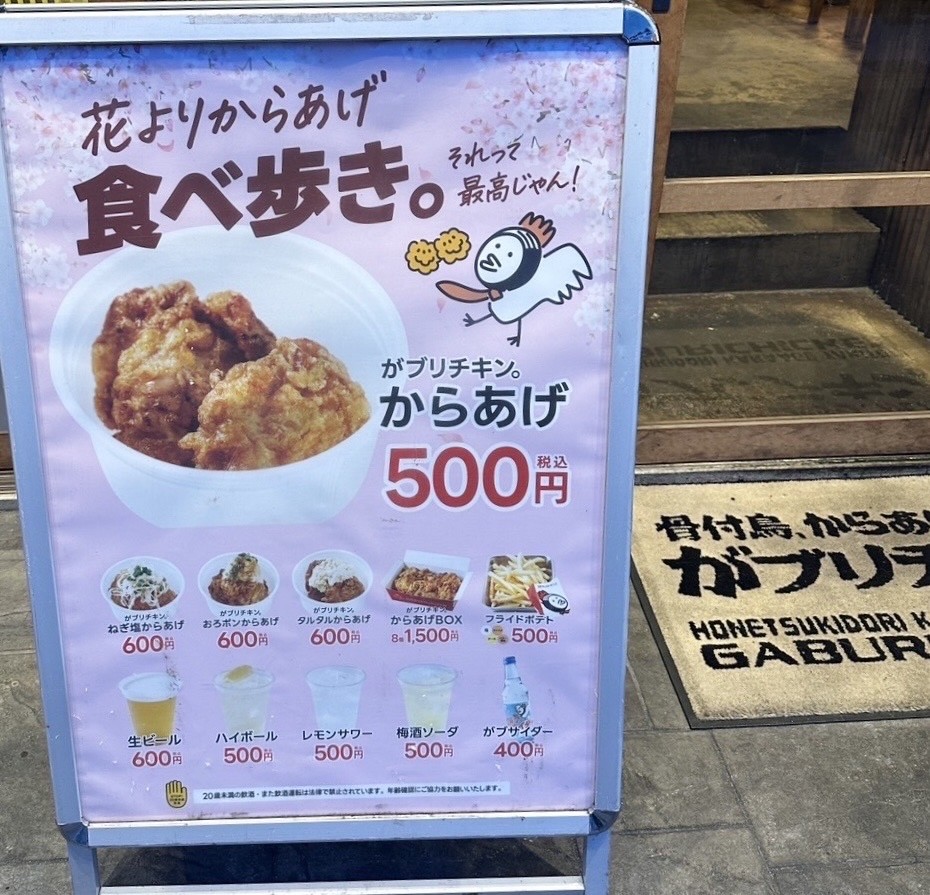 花よりからあげ
食べ歩き。
それって
最高じゃん!
がブリチキン。
からあげ
500円 税込
がブリチキン。
ねぎ塩からあげ
600円
がブリチキン。
おろポンからあげ
600円
がブリチキン。
タルタルからあげ
600円
がブリチキン。
からあげBOX
8個1,500円
フライドポテト
500円
生ビール
600円
ハイボール
500円
レモンサワー
500円
梅酒ソーダ
500円
がブサイダー
400円
20歳未満の飲酒・また飲酒運転は法律で禁止されています。年齢確認にご協力をお願いいたします。
骨付鳥、からあ
がブリチ
HONETSUKIDORI K
GABUR